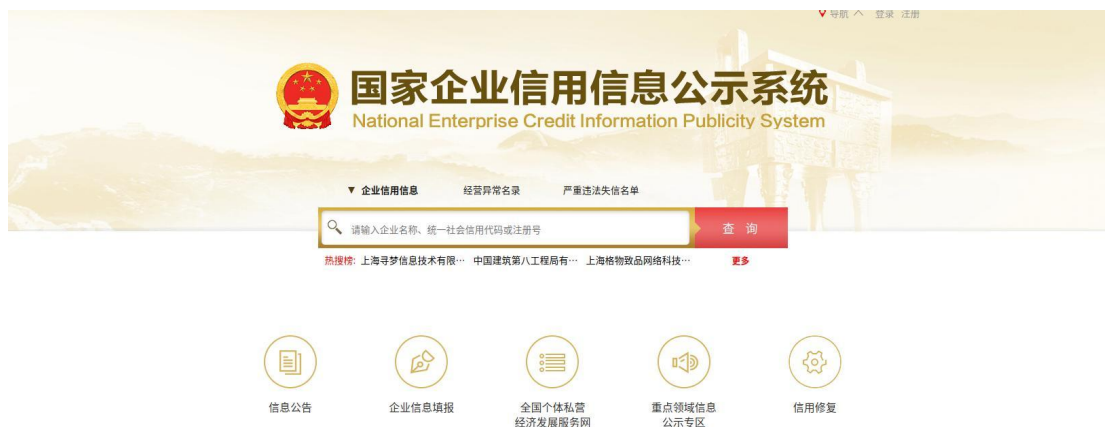 导航 登录 注册
国家企业信用信息公示系统
National Enterprise Credit Information Publicity System
企业信用信息 经营异常名录 严重违法失信名单
请输入企业名称、统一社会信用代码或注册号 查询
热搜榜: 上海寻梦信息技术有限… 中国建筑第八工程局有… 上海格物致品网络科技… 更多
信息公告 企业信息填报 全国个体私营 重点领域信息 信用修复
经济发展服务网 公示专区